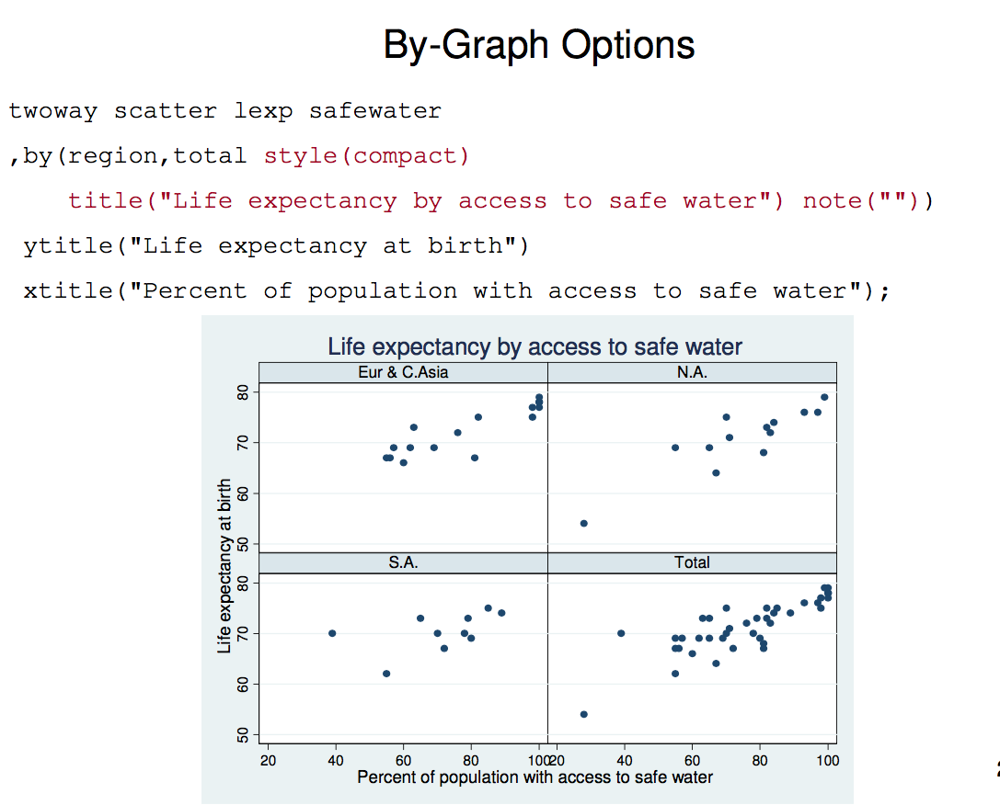 By-Graph Options
twoway scatter lexp safewater
,by(region,total style(compact)
title("Life expectancy by access to safe water") note(""))
ytitle("Life expectancy at birth")
xtitle("Percent of population with access to safe water");
Life expectancy by access to safe water
Eur & C.Asia N.A.
80
70
60
50
S.A. Total
80
70
60
50
Life expectancy at birth
20 40 60 80 100 20 40 60 80 100
Percent of population with access to safe water